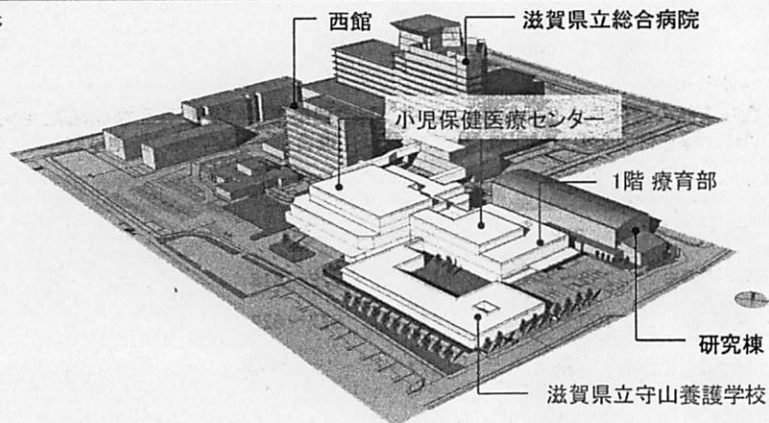 西館
滋賀県立総合病院
小児保健医療センター
1階 療育部
研究棟
滋賀県立守山養護学校